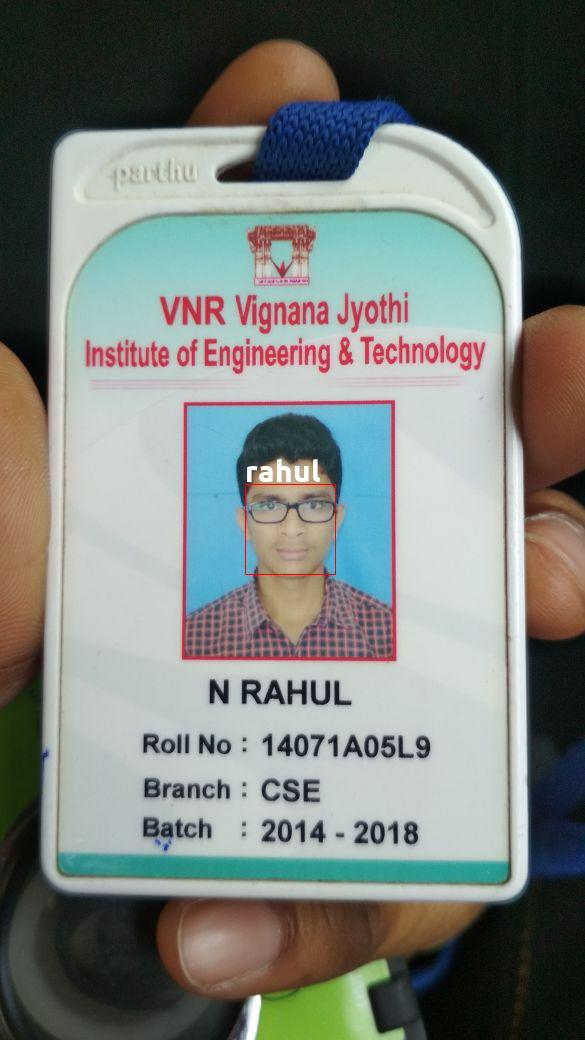 parthu
VNR Vignana Jyothi
Institute of Engineering & Technology
rahul
N RAHUL
Roll No : 14071A05L9
Branch : CSE
Batch : 2014 - 2018